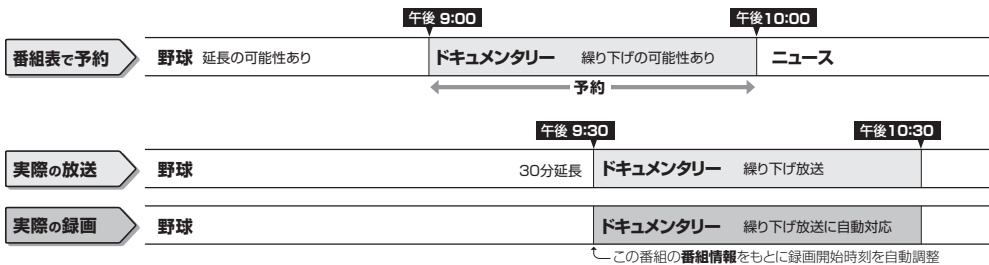 午後 9:00 午後10:00
番組表で予約 野球 延長の可能性あり ドキュメンタリー 繰り下げの可能性あり ニュース
予約
午後 9:30 午後10:30
実際の放送 野球 30分延長 ドキュメンタリー 繰り下げ放送
実際の録画 野球 ドキュメンタリー 繰り下げ放送に自動対応
この番組の番組情報をもとに録画開始時刻を自動調整